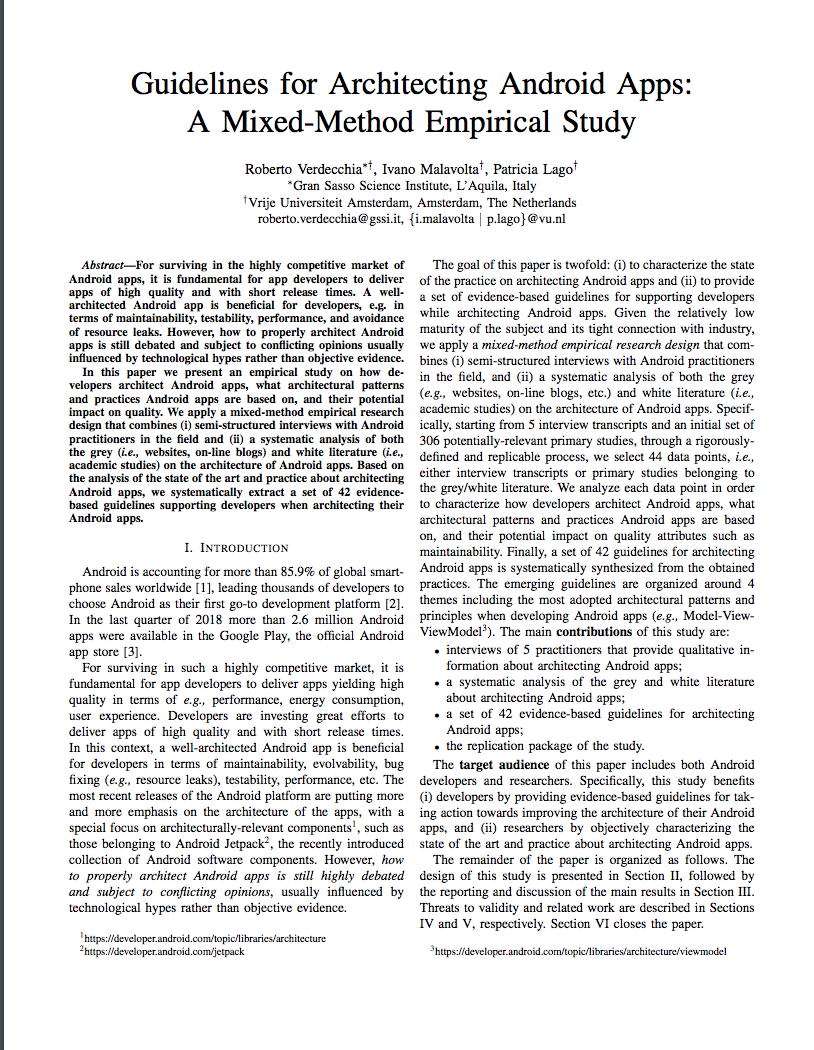 Guidelines for Architecting Android Apps:
A Mixed-Method Empirical Study
Roberto Verdecchia*†, Ivano Malavolta†, Patricia Lago†
*Gran Sasso Science Institute, L'Aquila, Italy
†Vrije Universiteit Amsterdam, Amsterdam, The Netherlands
roberto.verdecchia@gssi.it, {i.malavolta | p.lago}@vu.nl
Abstract—For surviving in the highly competitive market of
Android apps, it is fundamental for app developers to deliver
apps of high quality and with short release times. A well-
architected Android app is beneficial for developers, e.g. in
terms of maintainability, testability, performance, and avoidance
of resource leaks. However, how to properly architect Android
apps is still debated and subject to conflicting opinions usually
influenced by technological hypes rather than objective evidence.
In this paper we present an empirical study on how de-
velopers architect Android apps, what architectural patterns
and practices Android apps are based on, and their potential
impact on quality. We apply a mixed-method empirical research
design that combines (i) semi-structured interviews with Android
practitioners in the field and (ii) a systematic analysis of both
the grey (i.e., websites, on-line blogs) and white literature (i.e.,
academic studies) on the architecture of Android apps. Based on
the analysis of the state of the art and practice about architecting
Android apps, we systematically extract a set of 42 evidence-
based guidelines supporting developers when architecting their
Android apps.
I. INTRODUCTION
Android is accounting for more than 85.9% of global smart-
phone sales worldwide [1], leading thousands of developers to
choose Android as their first go-to development platform [2].
In the last quarter of 2018 more than 2.6 million Android
apps were available in the Google Play, the official Android
app store [3].
For surviving in such a highly competitive market, it is
fundamental for app developers to deliver apps yielding high
quality in terms of e.g., performance, energy consumption,
user experience. Developers are investing great efforts to
deliver apps of high quality and with short release times.
In this context, a well-architected Android app is beneficial
for developers in terms of maintainability, evolvability, bug
fixing (e.g., resource leaks), testability, performance, etc. The
most recent releases of the Android platform are putting more
and more emphasis on the architecture of the apps, with a
special focus on architecturally-relevant components¹, such as
those belonging to Android Jetpack², the recently introduced
collection of Android software components. However, how
to properly architect Android apps is still highly debated
and subject to conflicting opinions, usually influenced by
technological hypes rather than objective evidence.
¹https://developer.android.com/topic/libraries/architecture
²https://developer.android.com/jetpack
The goal of this paper is twofold: (i) to characterize the state
of the practice on architecting Android apps and (ii) to provide
a set of evidence-based guidelines for supporting developers
while architecting Android apps. Given the relatively low
maturity of the subject and its tight connection with industry,
we apply a mixed-method empirical research design that com-
bines (i) semi-structured interviews with Android practitioners
in the field, and (ii) a systematic analysis of both the grey
(e.g., websites, on-line blogs, etc.) and white literature (i.e.,
academic studies) on the architecture of Android apps. Specif-
ically, starting from 5 interview transcripts and an initial set of
306 potentially-relevant primary studies, through a rigorously-
defined and replicable process, we select 44 data points, i.e.,
either interview transcripts or primary studies belonging to
the grey/white literature. We analyze each data point in order
to characterize how developers architect Android apps, what
architectural patterns and practices Android apps are based
on, and their potential impact on quality attributes such as
maintainability. Finally, a set of 42 guidelines for architecting
Android apps is systematically synthesized from the obtained
practices. The emerging guidelines are organized around 4
themes including the most adopted architectural patterns and
principles when developing Android apps (e.g., Model-View-
ViewModel³). The main contributions of this study are:
• interviews of 5 practitioners that provide qualitative in-
formation about architecting Android apps;
• a systematic analysis of the grey and white literature
about architecting Android apps;
• a set of 42 evidence-based guidelines for architecting
Android apps;
• the replication package of the study.
The target audience of this paper includes both Android
developers and researchers. Specifically, this study benefits
(i) developers by providing evidence-based guidelines for tak-
ing action towards improving the architecture of their Android
apps, and (ii) researchers by objectively characterizing the
state of the art and practice about architecting Android apps.
The remainder of the paper is organized as follows. The
design of this study is presented in Section II, followed by
the reporting and discussion of the main results in Section III.
Threats to validity and related work are described in Sections
IV and V, respectively. Section VI closes the paper.
³https://developer.android.com/topic/libraries/architecture/viewmodel